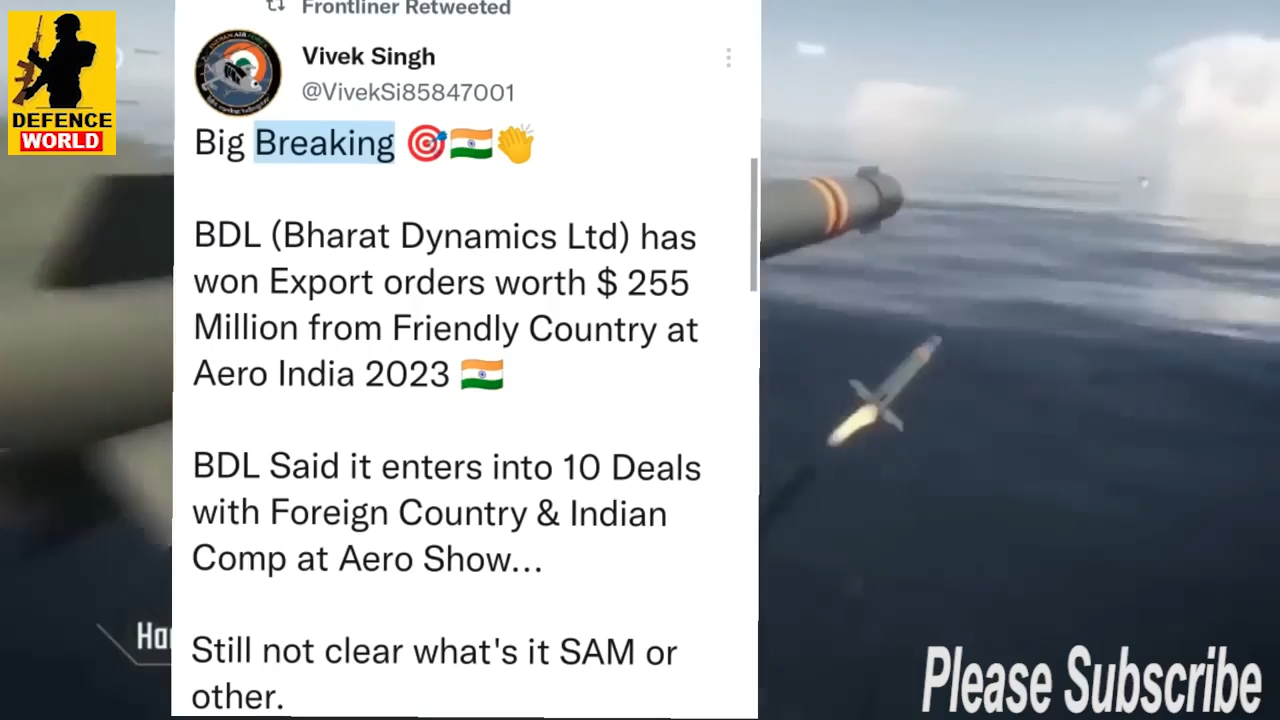 Frontliner Retweeted
DEFENCE
WORLD
Vivek Singh
@VivekSi85847001
Big Breaking 🎯🇮🇳👏
BDL (Bharat Dynamics Ltd) has
won Export orders worth $ 255
Million from Friendly Country at
Aero India 2023 🇮🇳
BDL Said it enters into 10 Deals
with Foreign Country & Indian
Comp at Aero Show...
Still not clear what's it SAM or
other.
Please Subscribe